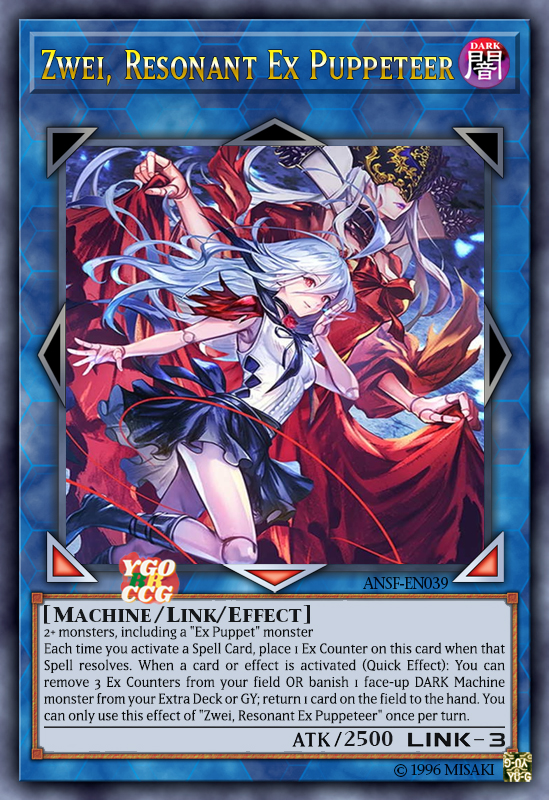 Zwei, Resonant Ex Puppeteer
DARK
闇
YGO
CCG
ANSF-EN039
[Machine/Link/Effect]
2+ monsters, including a "Ex Puppet" monster
Each time you activate a Spell Card, place 1 Ex Counter on this card when that
Spell resolves. When a card or effect is activated (Quick Effect): You can
remove 3 Ex Counters from your field OR banish 1 face-up DARK Machine
monster from your Extra Deck or GY; return 1 card on the field to the hand. You
can only use this effect of "Zwei, Resonant Ex Puppeteer" once per turn.
ATK/2500 LINK-3
© 1996 MISAKI